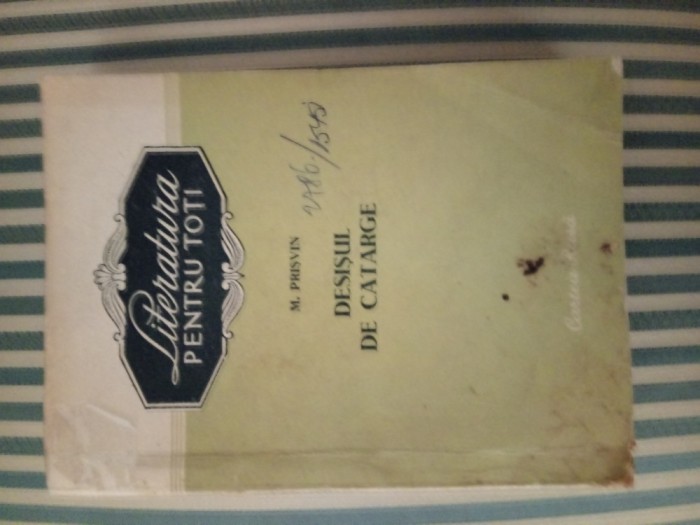 Literatura
PENTRU TOȚI
M. PRIȘVIN
DESIȘUL
DE CATARGE